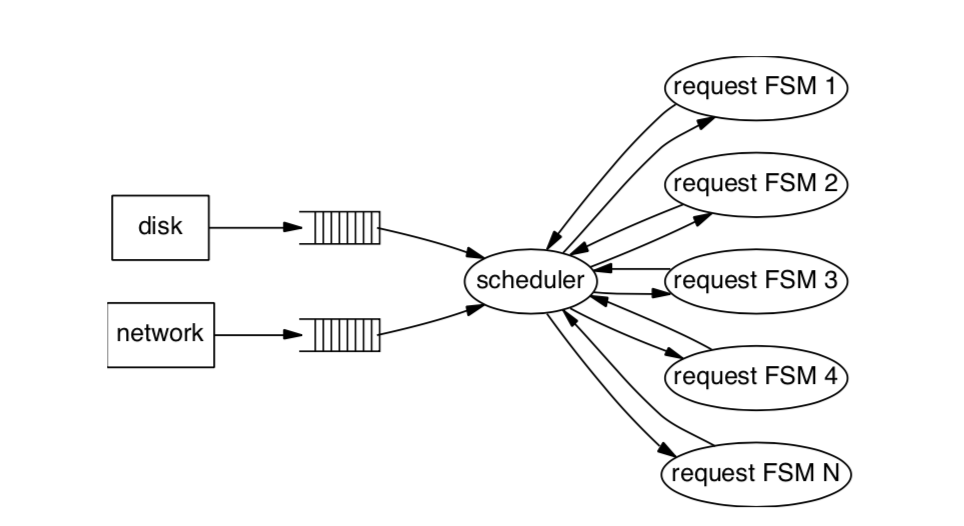 request FSM 1
request FSM 2
disk
scheduler
request FSM 3
network
request FSM 4
request FSM N